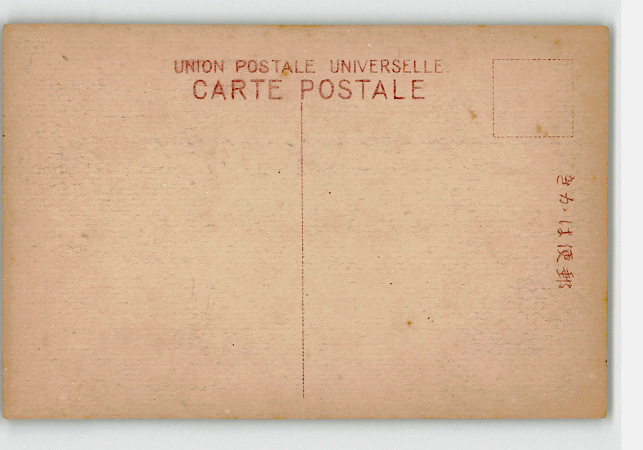 UNION POSTALE UNIVERSELLE.
CARTE POSTALE
きかは便郵